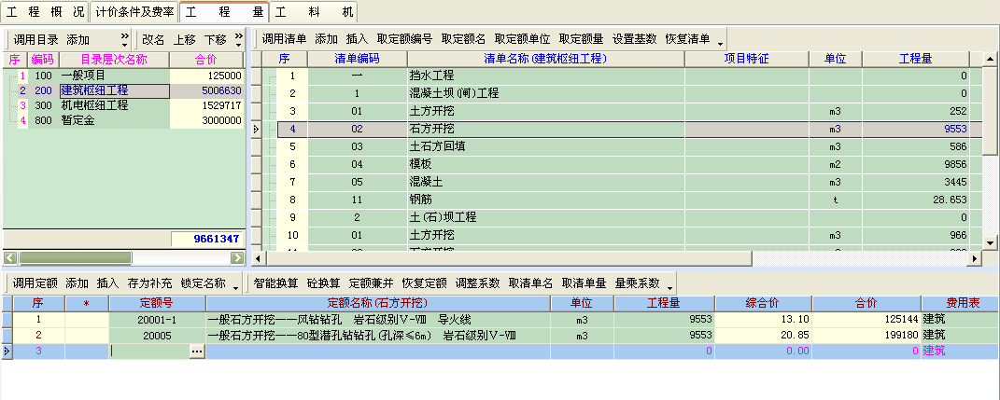 工 程 概 况 计价条件及费率 工 程 量 工 料 机
调用目录 添加 » 改名 上移 下移 »
序 编码 目录层次名称 合价
1 100 一般项目 125000
2 200 建筑枢纽工程 5006630
3 300 机电枢纽工程 1529717
4 800 暂定金 3000000
9661347
调用清单 添加 插入 取定额编号 取定额名 取定额单位 取定额量 设置基数 恢复清单
序 清单编码 清单名称(建筑枢纽工程) 项目特征 单位 工程量
1 一 挡水工程 0
2 1 混凝土坝(闸)工程 0
3 01 土方开挖 m3 252
4 02 石方开挖 m3 9553
5 03 土石方回填 m3 586
6 04 模板 m2 9856
7 05 混凝土 m3 3445
8 11 钢筋 t 28.653
9 2 土(石)坝工程 0
10 01 土方开挖 m3 966
调用定额 添加 插入 存为补充 锁定名称 智能换算 砼换算 定额兼并 恢复定额 调整系数 取清单名 取清单量 量乘系数
序 * 定额号 定额名称(石方开挖) 单位 工程量 综合价 合价 费用表
1 20001-1 一般石方开挖——风钻钻孔 岩石级别Ⅴ-Ⅷ 导火线 m3 9553 13.10 125144 建筑
2 20005 一般石方开挖——80型潜孔钻钻孔(孔深≤6m) 岩石级别Ⅴ-Ⅷ m3 9553 20.85 199180 建筑
3 ... 0 0.00 0 建筑